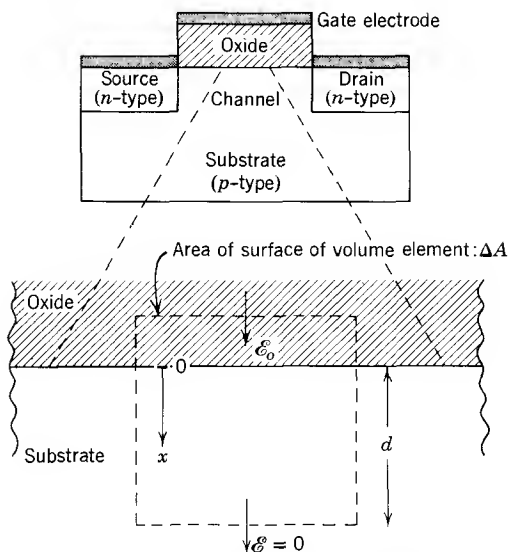 Gate electrode
Oxide
Source
(n-type)
Channel
Drain
(n-type)
Substrate
(p-type)
Area of surface of volume element: ΔA
Oxide
ℰₒ
0
x
d
Substrate
ℰ = 0